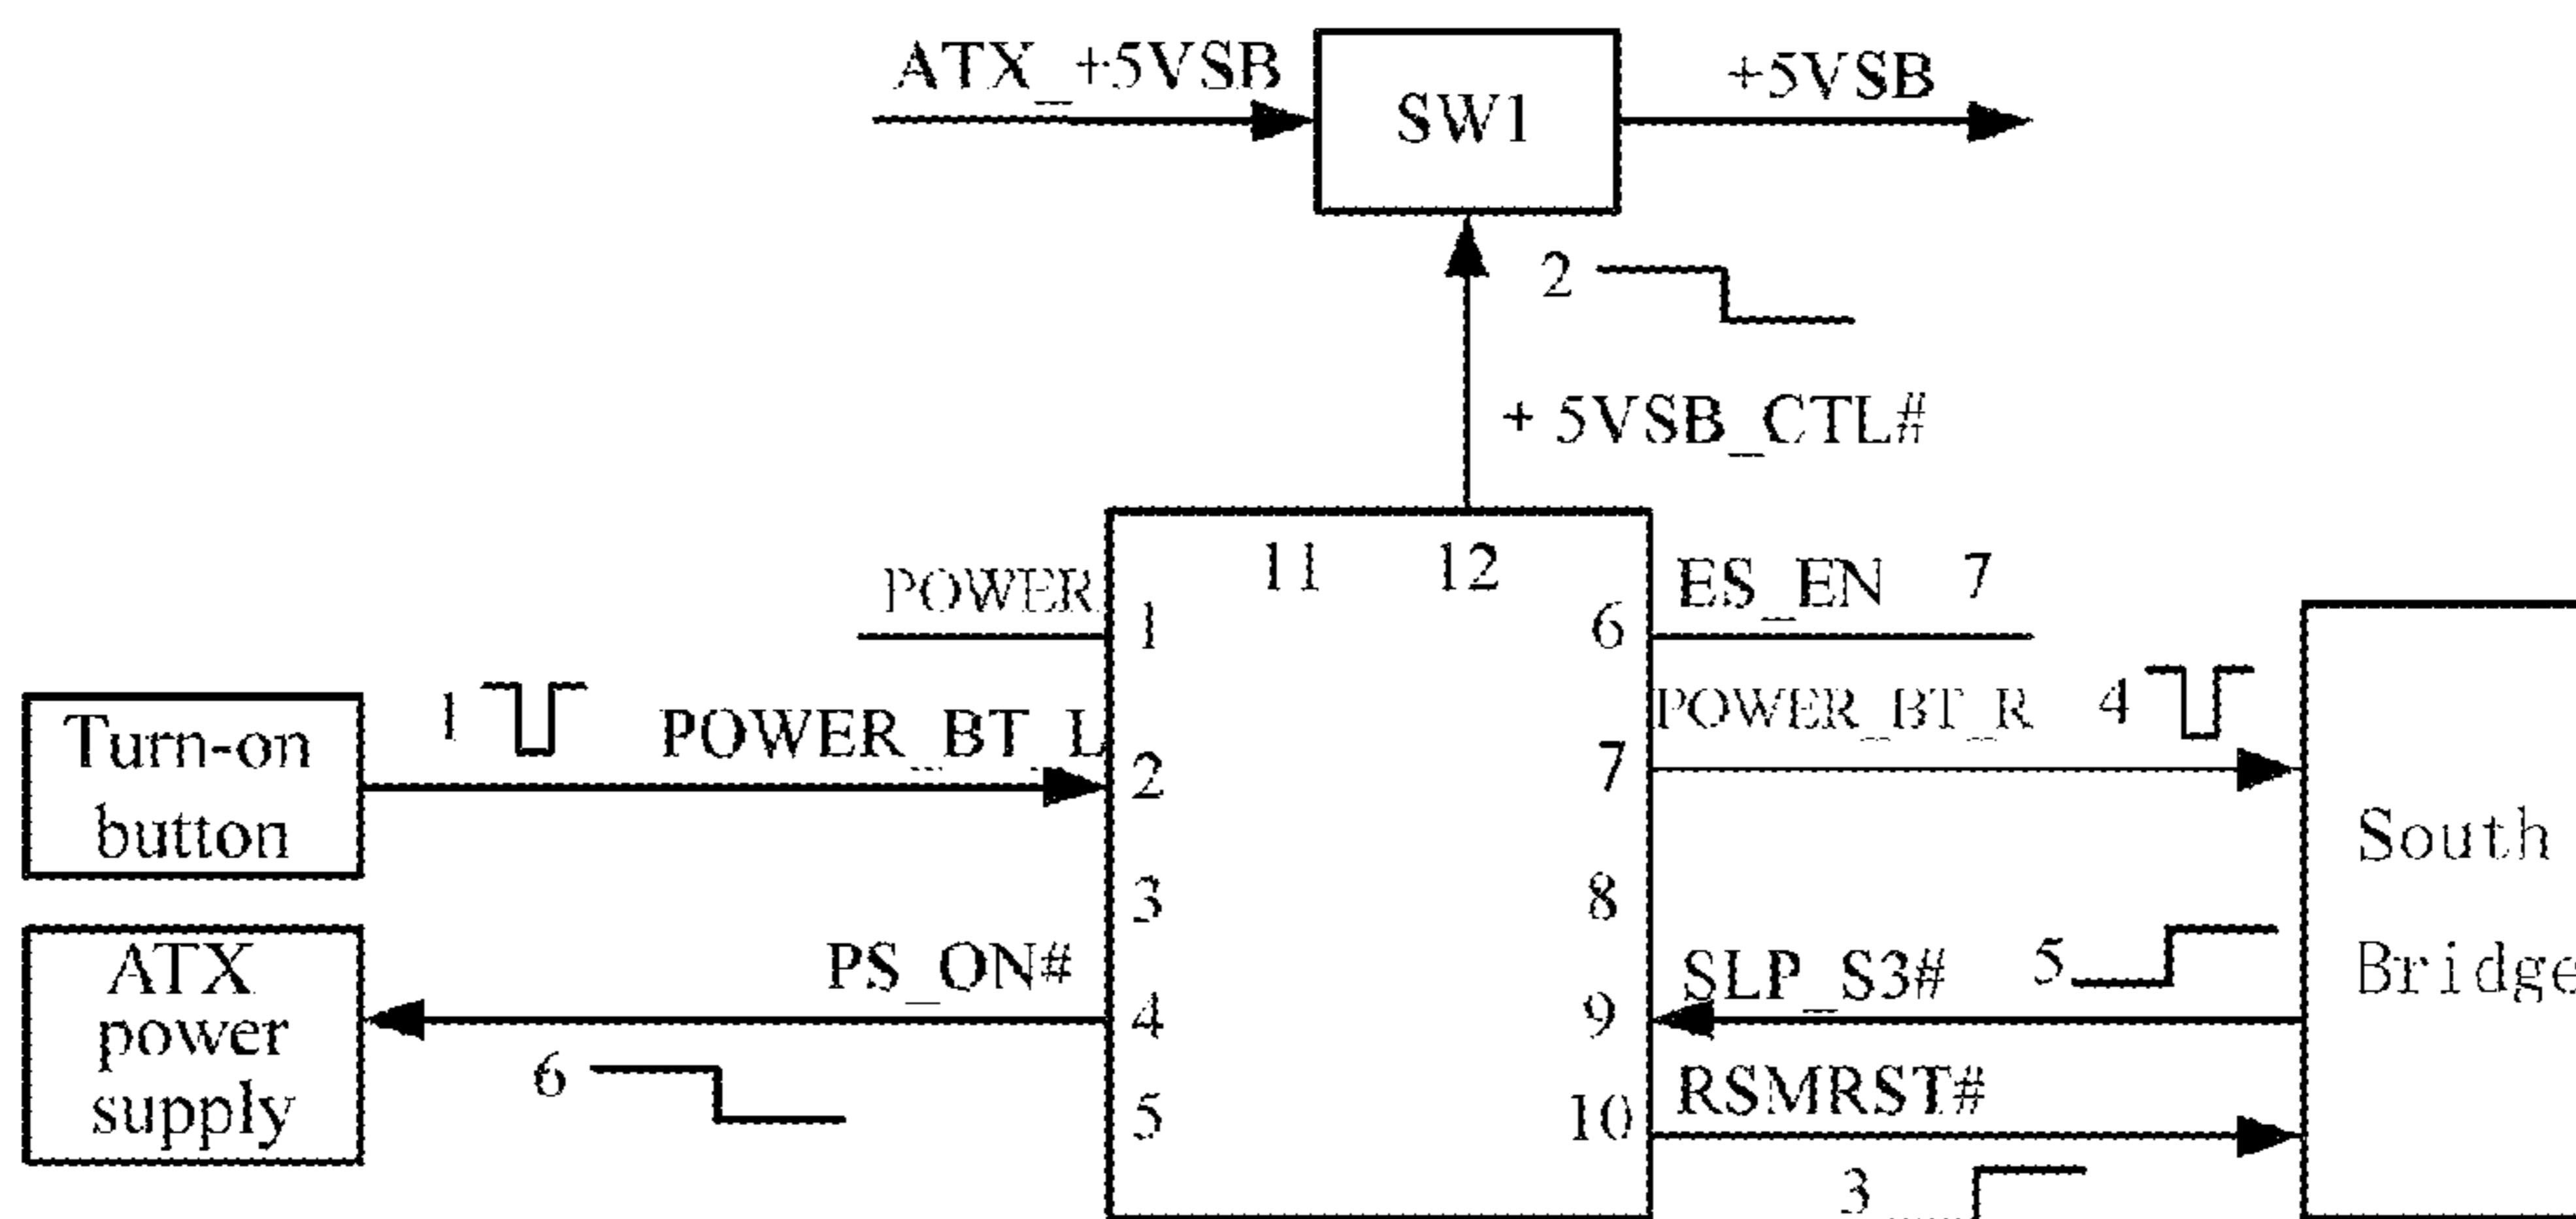 ATX_+5VSB
SW1
+5VSB
2
+ 5VSB_CTL#
11 12
POWER
1
6
ES_EN 7
1
POWER_BT_L
2
POWER_BT_R
7
4
Turn-on
button
3
8
South
Bridge
PS_ON#
4
SLP_S3#
9
5
ATX
power
supply
6
5
10
RSMRST#
3